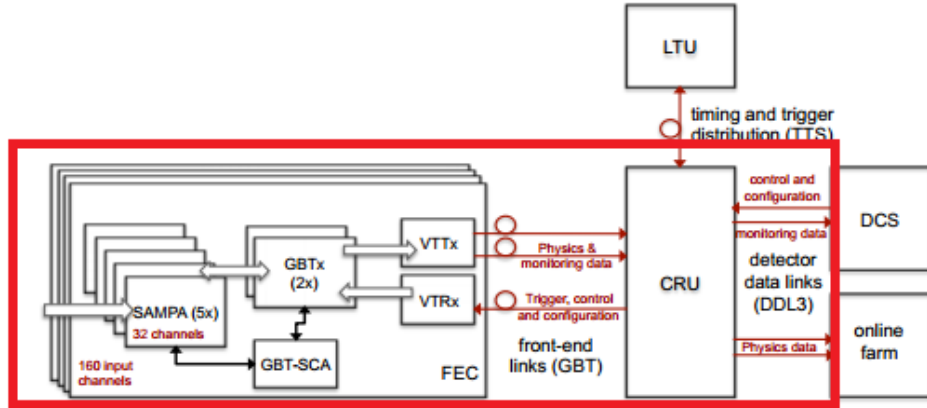 LTU
timing and trigger
distribution (TTS)
control and
configuration
monitoring data
DCS
detector
data links
(DDL3)
Physics data
online
farm
CRU
VTTx
VTRx
Physics &
monitoring data
Trigger, control
and configuration
front-end
links (GBT)
GBTx
(2x)
SAMPA (5x)
32 channels
160 input
channels
GBT-SCA
FEC